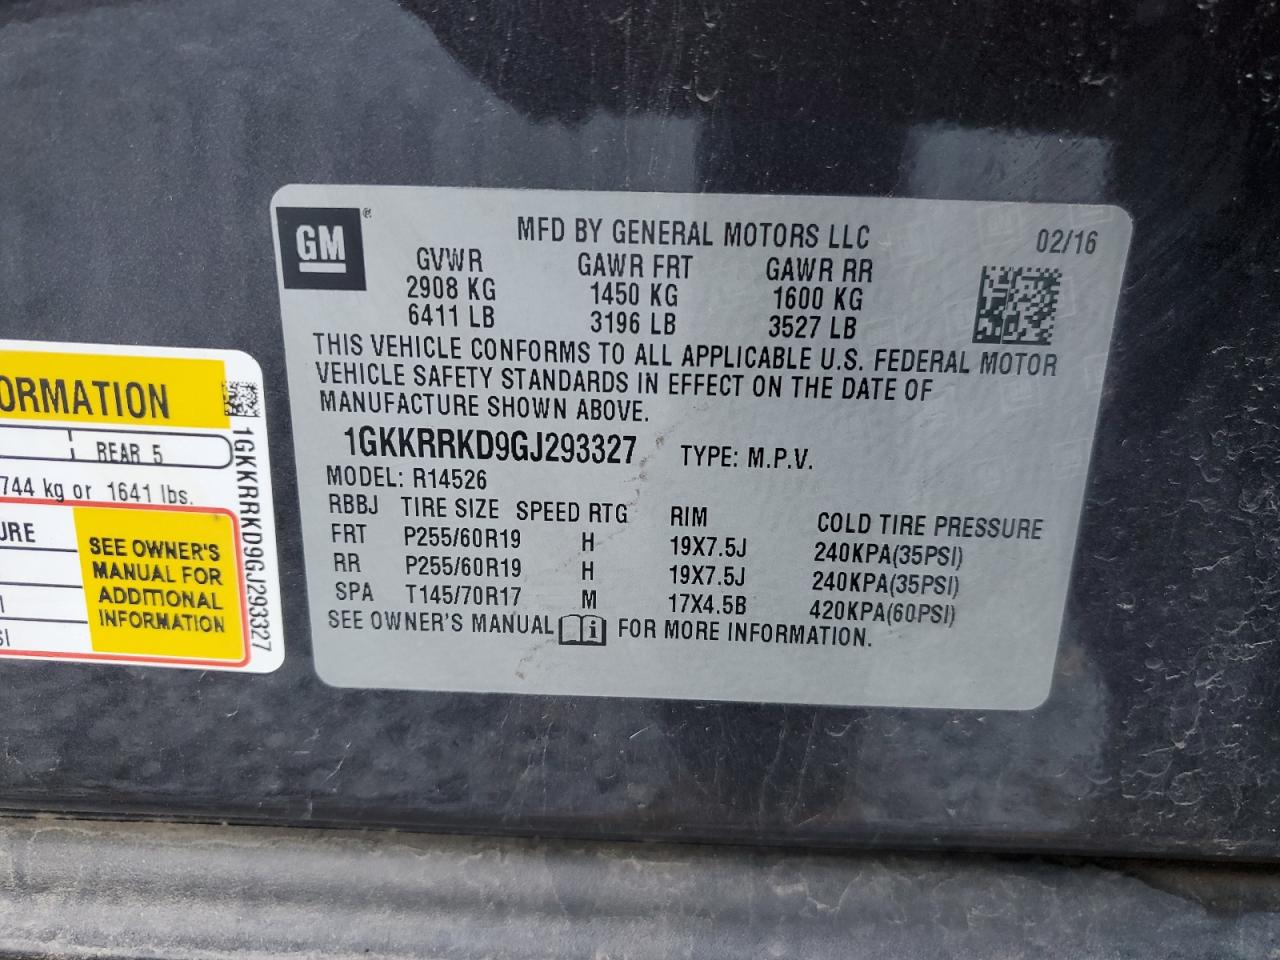 GM ®
MFD BY GENERAL MOTORS LLC 02/16
GVWR GAWR FRT GAWR RR
2908 KG 1450 KG 1600 KG
6411 LB 3196 LB 3527 LB
THIS VEHICLE CONFORMS TO ALL APPLICABLE U.S. FEDERAL MOTOR
VEHICLE SAFETY STANDARDS IN EFFECT ON THE DATE OF
MANUFACTURE SHOWN ABOVE.
1GKKRRKD9GJ293327 TYPE: M.P.V.
MODEL: R14526
RBBJ TIRE SIZE SPEED RTG RIM COLD TIRE PRESSURE
FRT P255/60R19 H 19X7.5J 240KPA(35PSI)
RR P255/60R19 H 19X7.5J 240KPA(35PSI)
SPA T145/70R17 M 17X4.5B 420KPA(60PSI)
SEE OWNER'S MANUAL i FOR MORE INFORMATION.
ORMATION
REAR 5
744 kg or 1641 lbs.
URE
SEE OWNER'S
MANUAL FOR
ADDITIONAL
INFORMATION
SI
1GKKRRKD9GJ293327